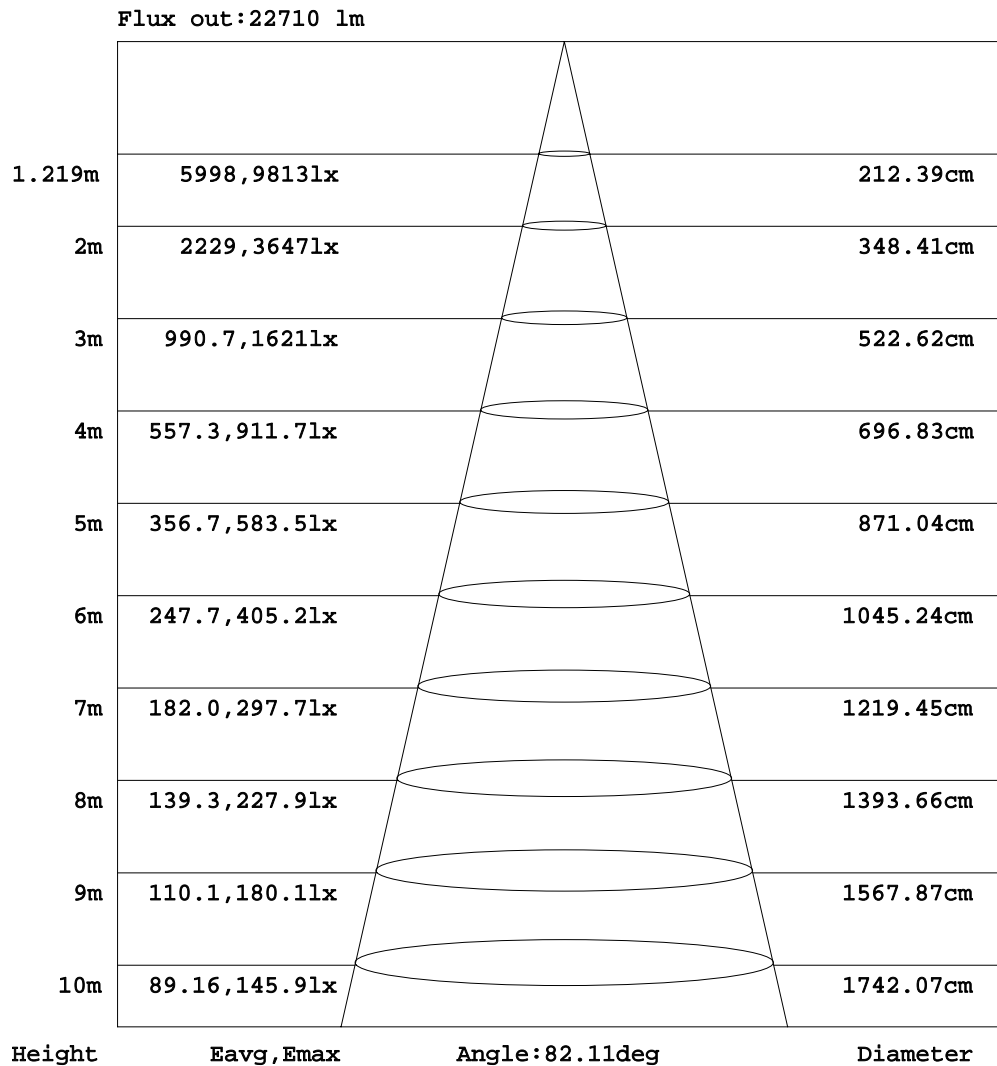 Flux out:22710 lm
1.219m 5998,9813lx 212.39cm
2m 2229,3647lx 348.41cm
3m 990.7,1621lx 522.62cm
4m 557.3,911.7lx 696.83cm
5m 356.7,583.5lx 871.04cm
6m 247.7,405.2lx 1045.24cm
7m 182.0,297.7lx 1219.45cm
8m 139.3,227.9lx 1393.66cm
9m 110.1,180.1lx 1567.87cm
10m 89.16,145.9lx 1742.07cm
Height Eavg,Emax Angle:82.11deg Diameter